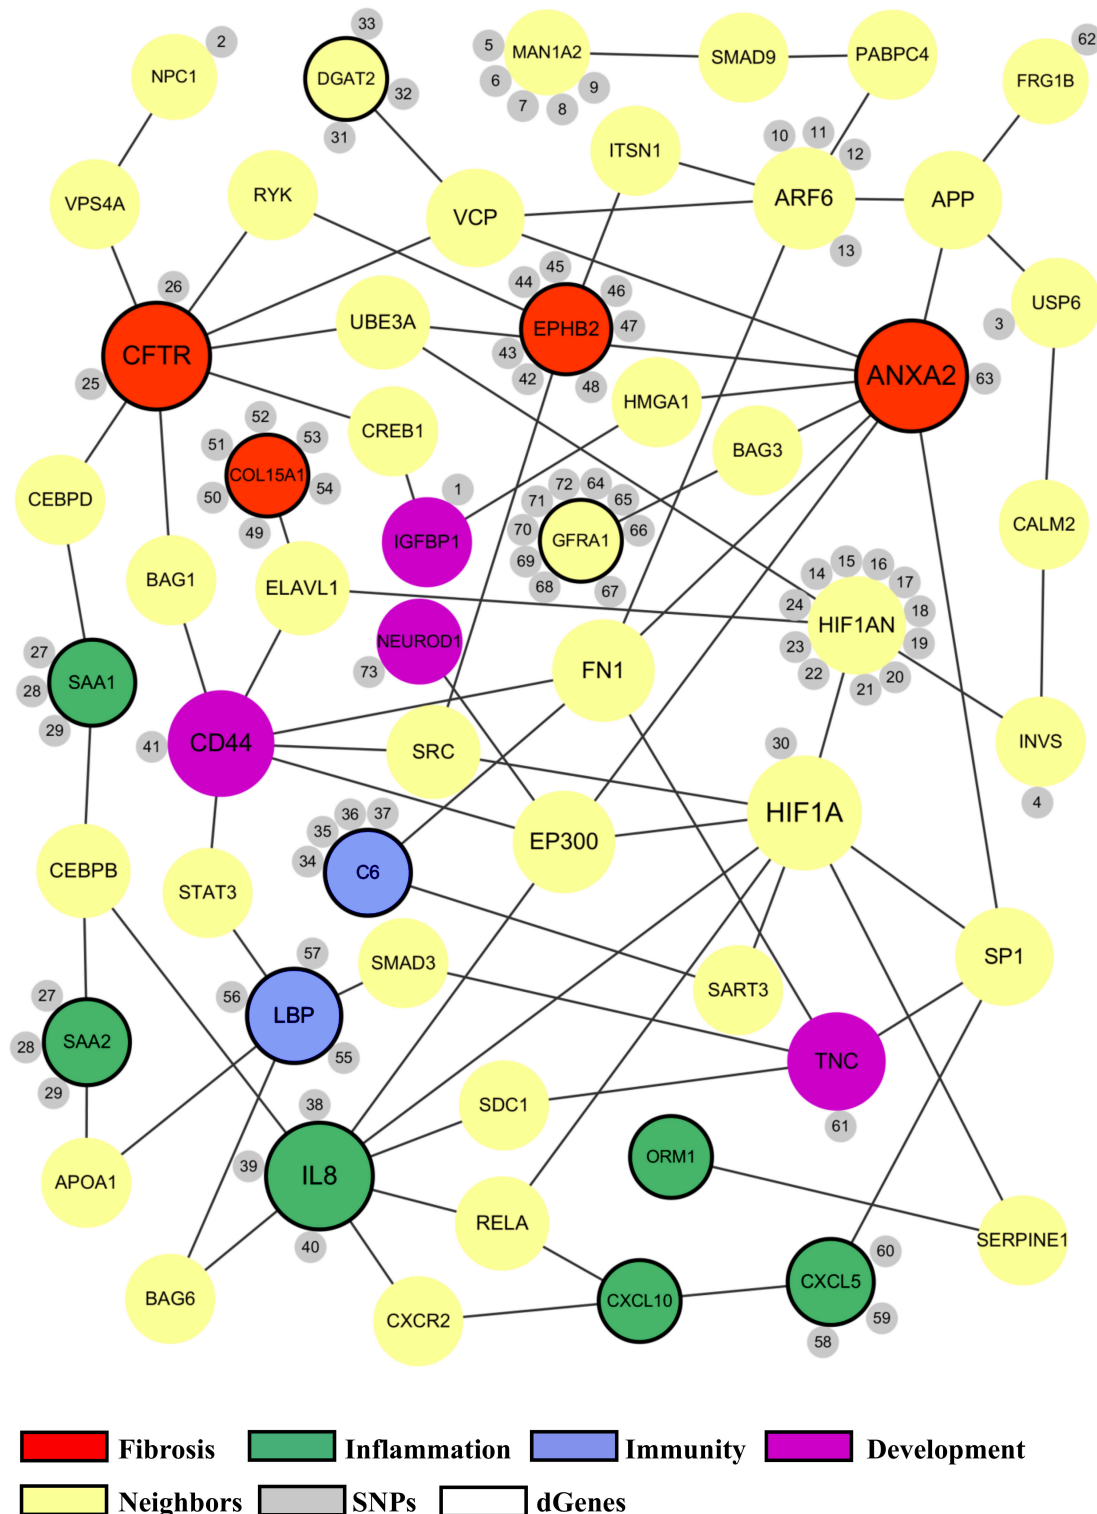 33
62
2
5
MAN1A2
SMAD9
PABPC4
NPC1
DGAT2
FRG1B
6
9
32
7
8
31
10
11
12
ITSN1
VPS4A
RYK
VCP
ARF6
APP
13
26
45
44
46
USP6
UBE3A
EPHB2
47
3
CFTR
43
ANXA2
63
25
42
48
HMGA1
52
CREB1
51
53
BAG3
COL15A1
72
64
50
54
1
71
65
CEBPD
49
70
66
IGFBP1
GFRA1
CALM2
69
15
16
BAG1
14
17
ELAVL1
68
67
24
18
HIF1AN
NEUROD1
23
19
27
73
22
20
SAA1
FN1
21
28
29
41
CD44
SRC
30
INVS
4
36
37
HIF1A
35
EP300
34
CEBPB
C6
STAT3
57
SMAD3
SP1
27
56
SART3
LBP
28
SAA2
55
TNC
29
38
SDC1
61
39
ORM1
IL8
APOA1
RELA
40
60
SERPINE1
CXCL5
BAG6
CXCL10
59
CXCR2
58
Fibrosis Inflammation Immunity Development
Neighbors SNPs dGenes